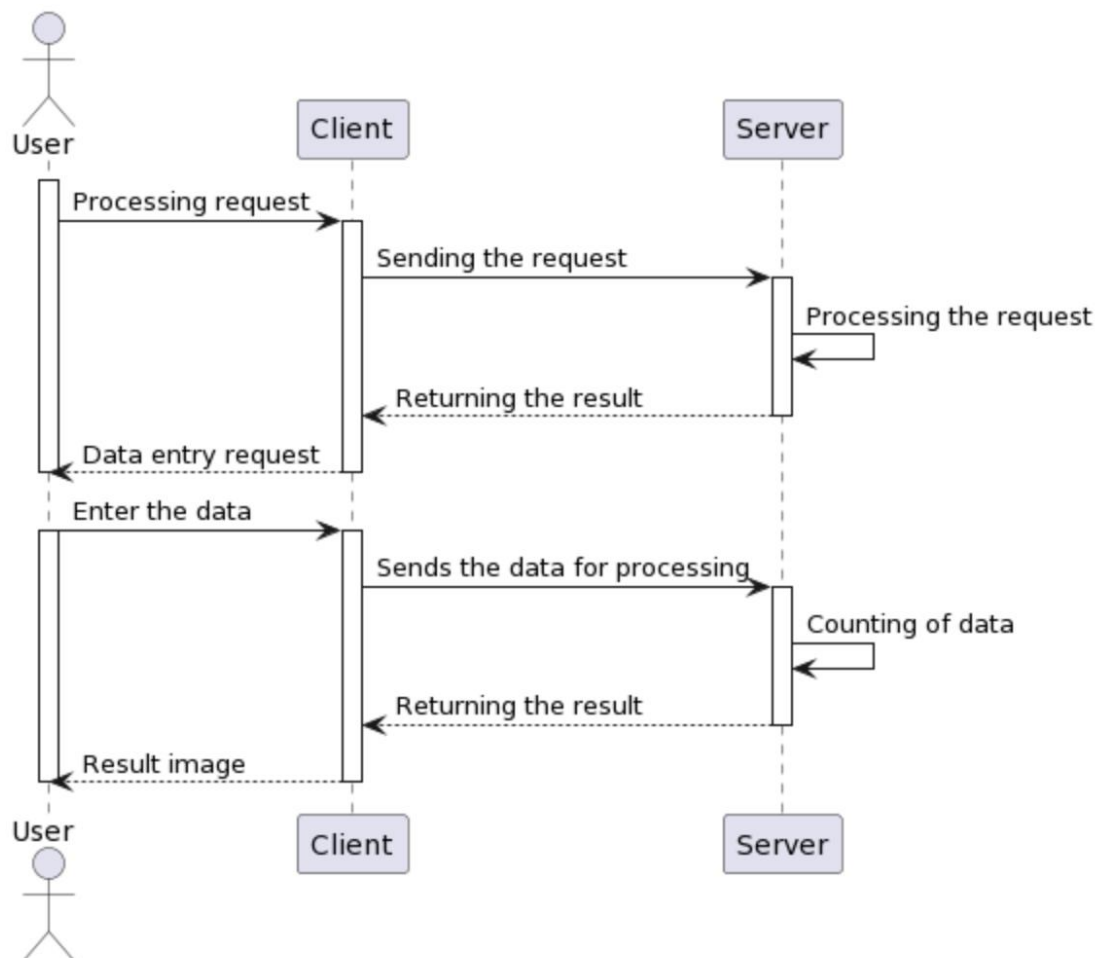 User
Client
Server
Processing request
Sending the request
Processing the request
Returning the result
Data entry request
Enter the data
Sends the data for processing
Counting of data
Returning the result
Result image
User
Client
Server